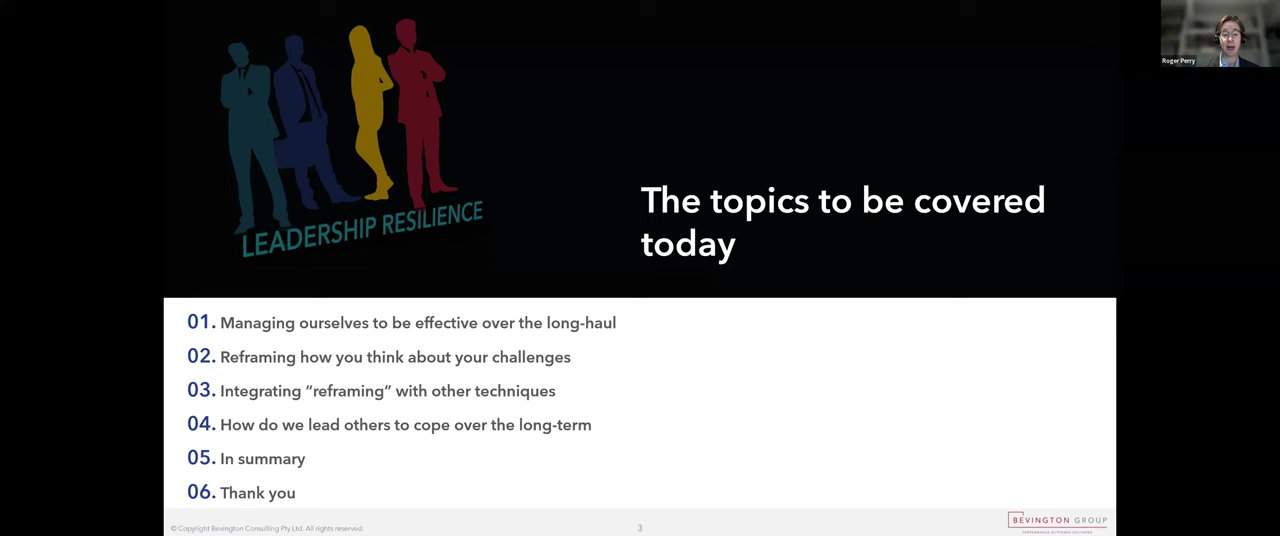 Roger Perry
LEADERSHIP RESILIENCE
The topics to be covered
today
01. Managing ourselves to be effective over the long-haul
02. Reframing how you think about your challenges
03. Integrating “reframing” with other techniques
04. How do we lead others to cope over the long-term
05. In summary
06. Thank you
© Copyright Bevington Consulting Pty Ltd. All rights reserved.
3
BEVINGTON GROUP